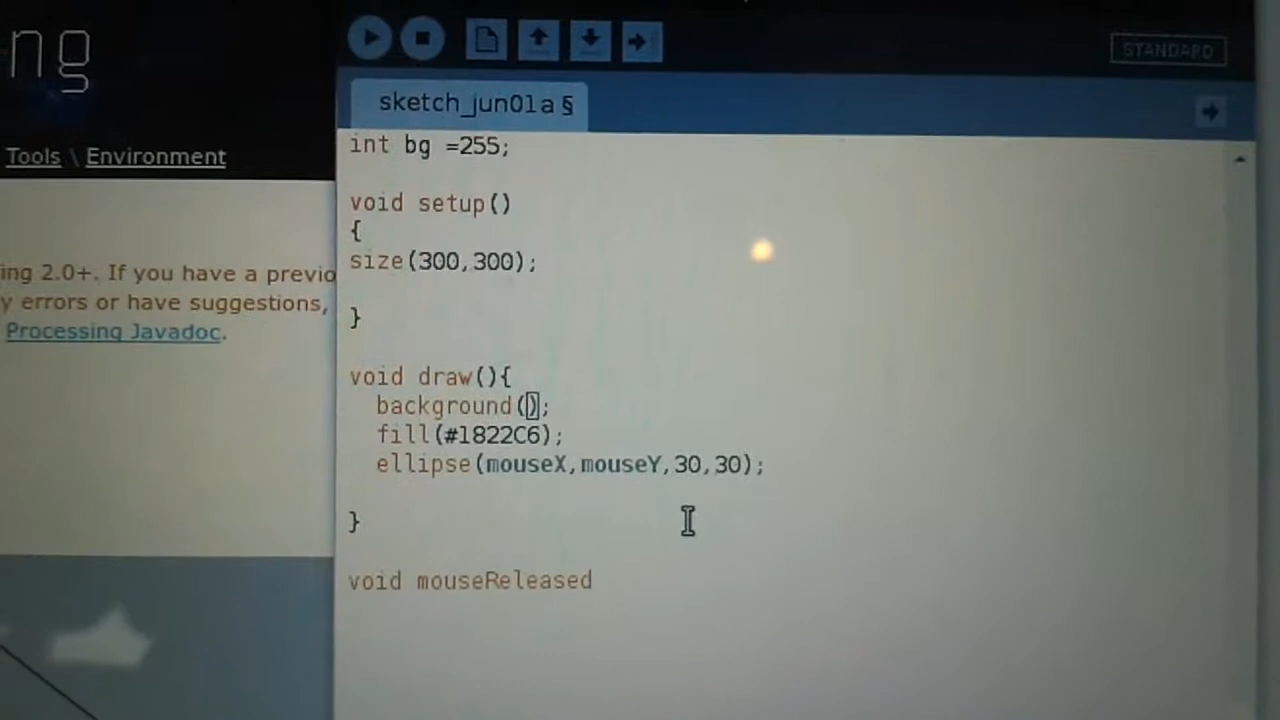 ng
STANDARD
sketch_jun01a §
Tools \ Environment
int bg =255;
void setup()
{
size(300,300);
}
ing 2.0+. If you have a previo
y errors or have suggestions,
Processing Javadoc.
void draw(){
background();
fill(#1822C6);
ellipse(mouseX,mouseY,30,30);
}
void mouseReleased